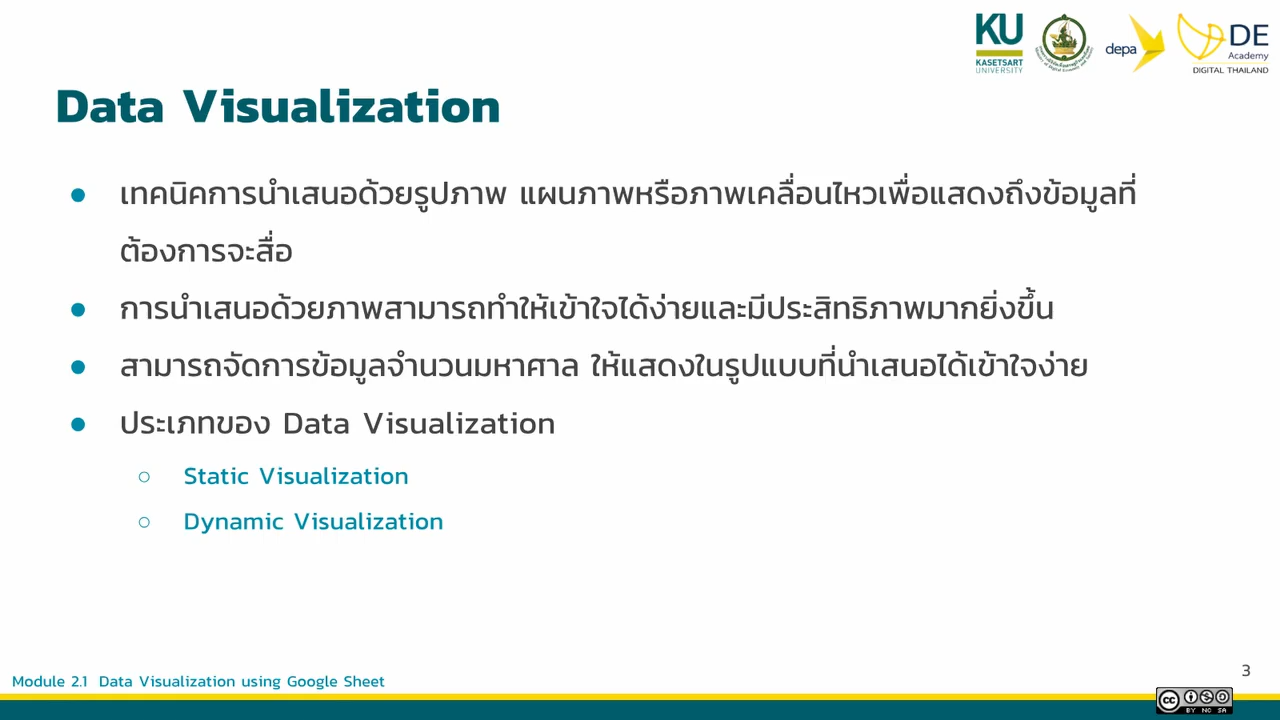 KU
KASETSART
UNIVERSITY
depa
DE
Academy
DIGITAL THAILAND
Data Visualization
● เทคนิคการนำเสนอด้วยรูปภาพ แผนภาพหรือภาพเคลื่อนไหวเพื่อแสดงถึงข้อมูลที่
ต้องการจะสื่อ
● การนำเสนอด้วยภาพสามารถทำให้เข้าใจได้ง่ายและมีประสิทธิภาพมากยิ่งขึ้น
● สามารถจัดการข้อมูลจำนวนมหาศาล ให้แสดงในรูปแบบที่นำเสนอได้เข้าใจง่าย
● ประเภทของ Data Visualization
○ Static Visualization
○ Dynamic Visualization
3
Module 2.1 Data Visualization using Google Sheet
cc
BY NC SA